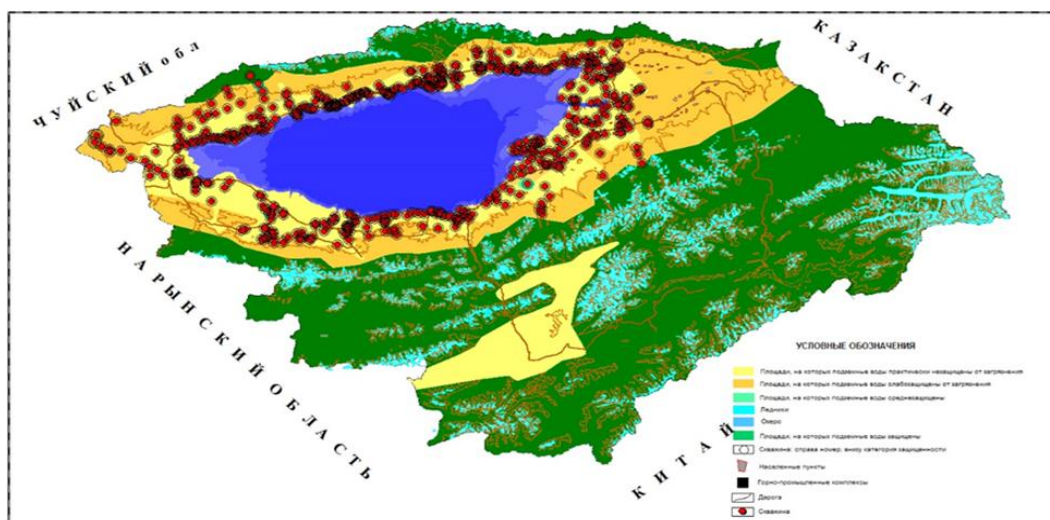 ЧУЙСКИЙ обл
КАЗАКСТАН
НАРЫНСКИЙ ОБЛАСТЬ
КИТАЙ
УСЛОВНЫЕ ОБОЗНАЧЕНИЯ
Площади, на которых подземные воды практически незащищены от загрязнения
Площади, на которых подземные воды слабозащищены от загрязнения
Площади, на которых подземные воды среднезащищены
Ледники
Озеро
Площади, на которых подземные воды защищены
Скважина: справа номер, внизу категория защищенности
Населенные пункты
Горно-промышленные комплексы
Дорога
Скважина